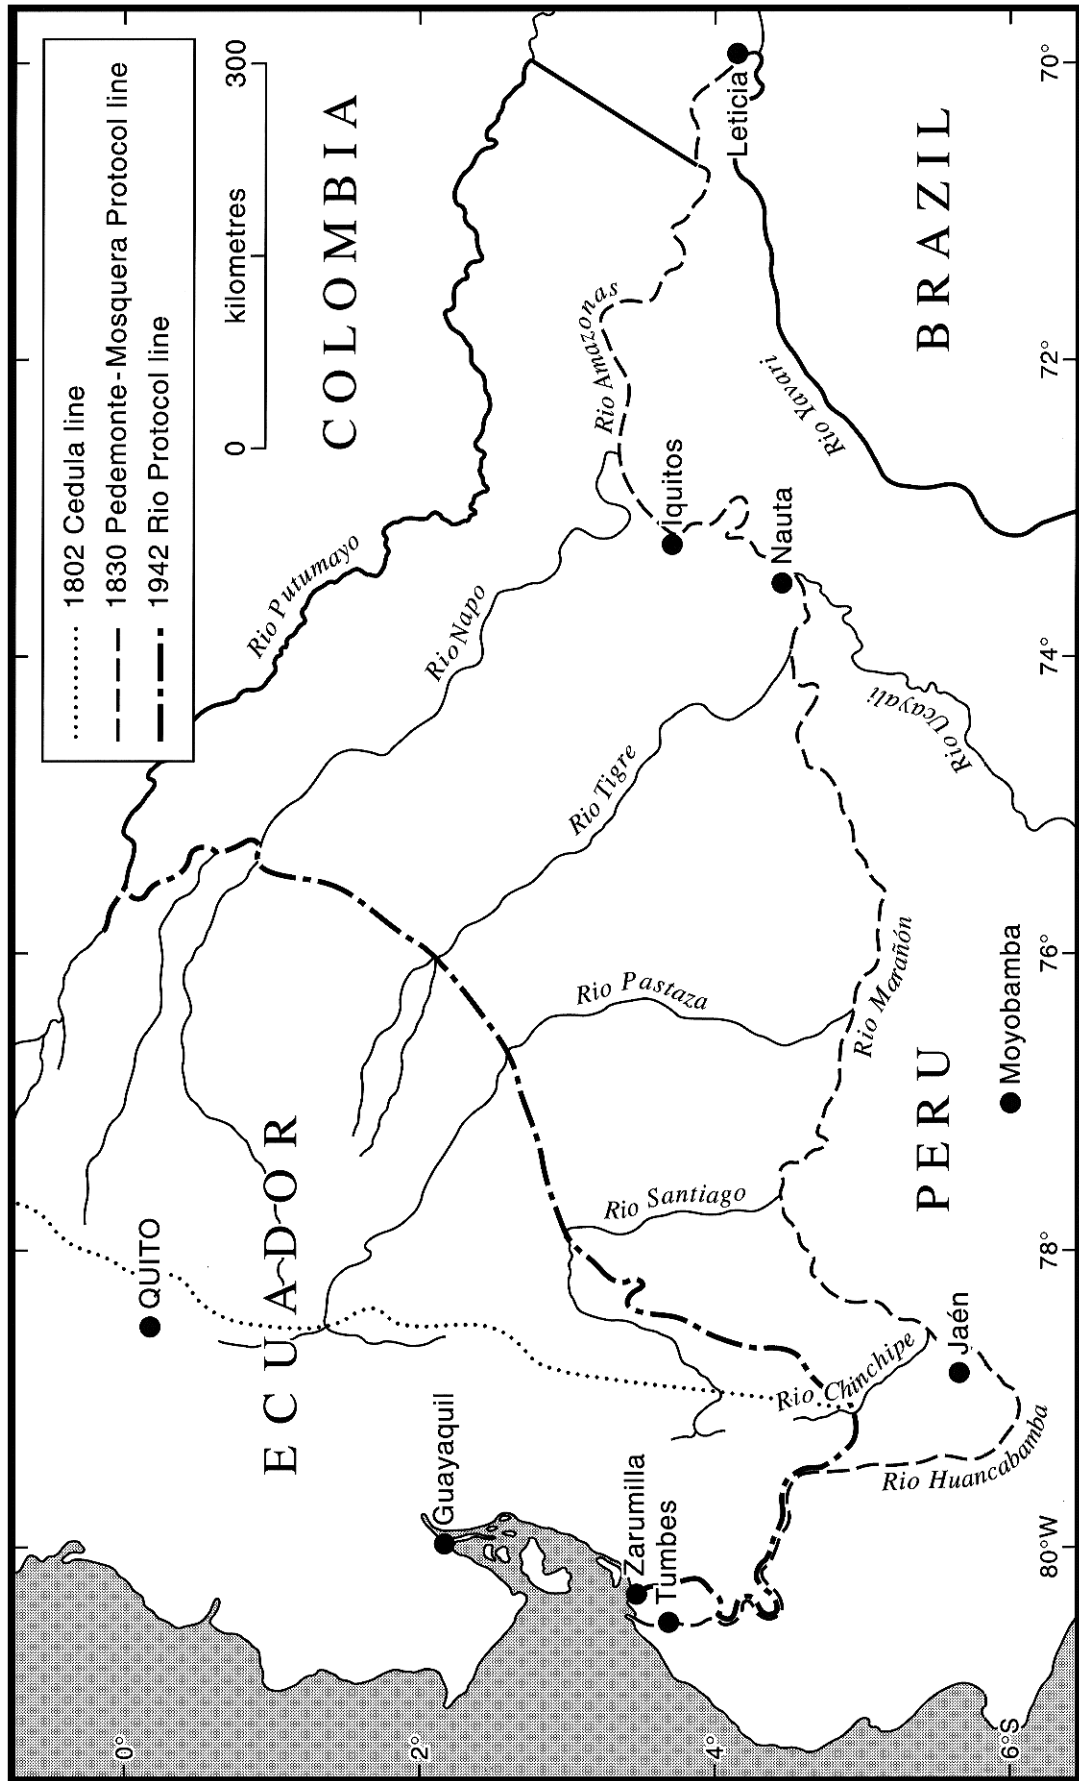 1802 Cedula line
1830 Pedemonte-Mosquera Protocol line
1942 Rio Protocol line
0 kilometres 300
COLOMBIA
BRAZIL
ECUADOR
PERU
Rio Putumayo
Rio Napo
Rio Tigre
Rio Pastaza
Rio Santiago
Rio Chinchipe
Rio Huancabamba
Rio Marañón
Rio Ucayali
Rio Amazonas
Rio Yavari
QUITO
Guayaquil
Zarumilla
Tumbes
Jaén
Moyobamba
Nauta
Iquitos
Leticia
0°
2°
4°
6°S
80°W
78°
76°
74°
72°
70°